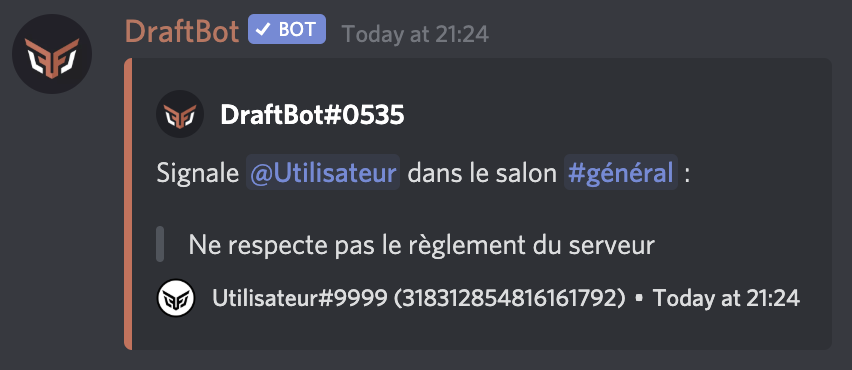 DraftBot ✓ BOT Today at 21:24
DraftBot#0535
Signale @Utilisateur dans le salon #général :
Ne respecte pas le règlement du serveur
Utilisateur#9999 (318312854816161792) • Today at 21:24